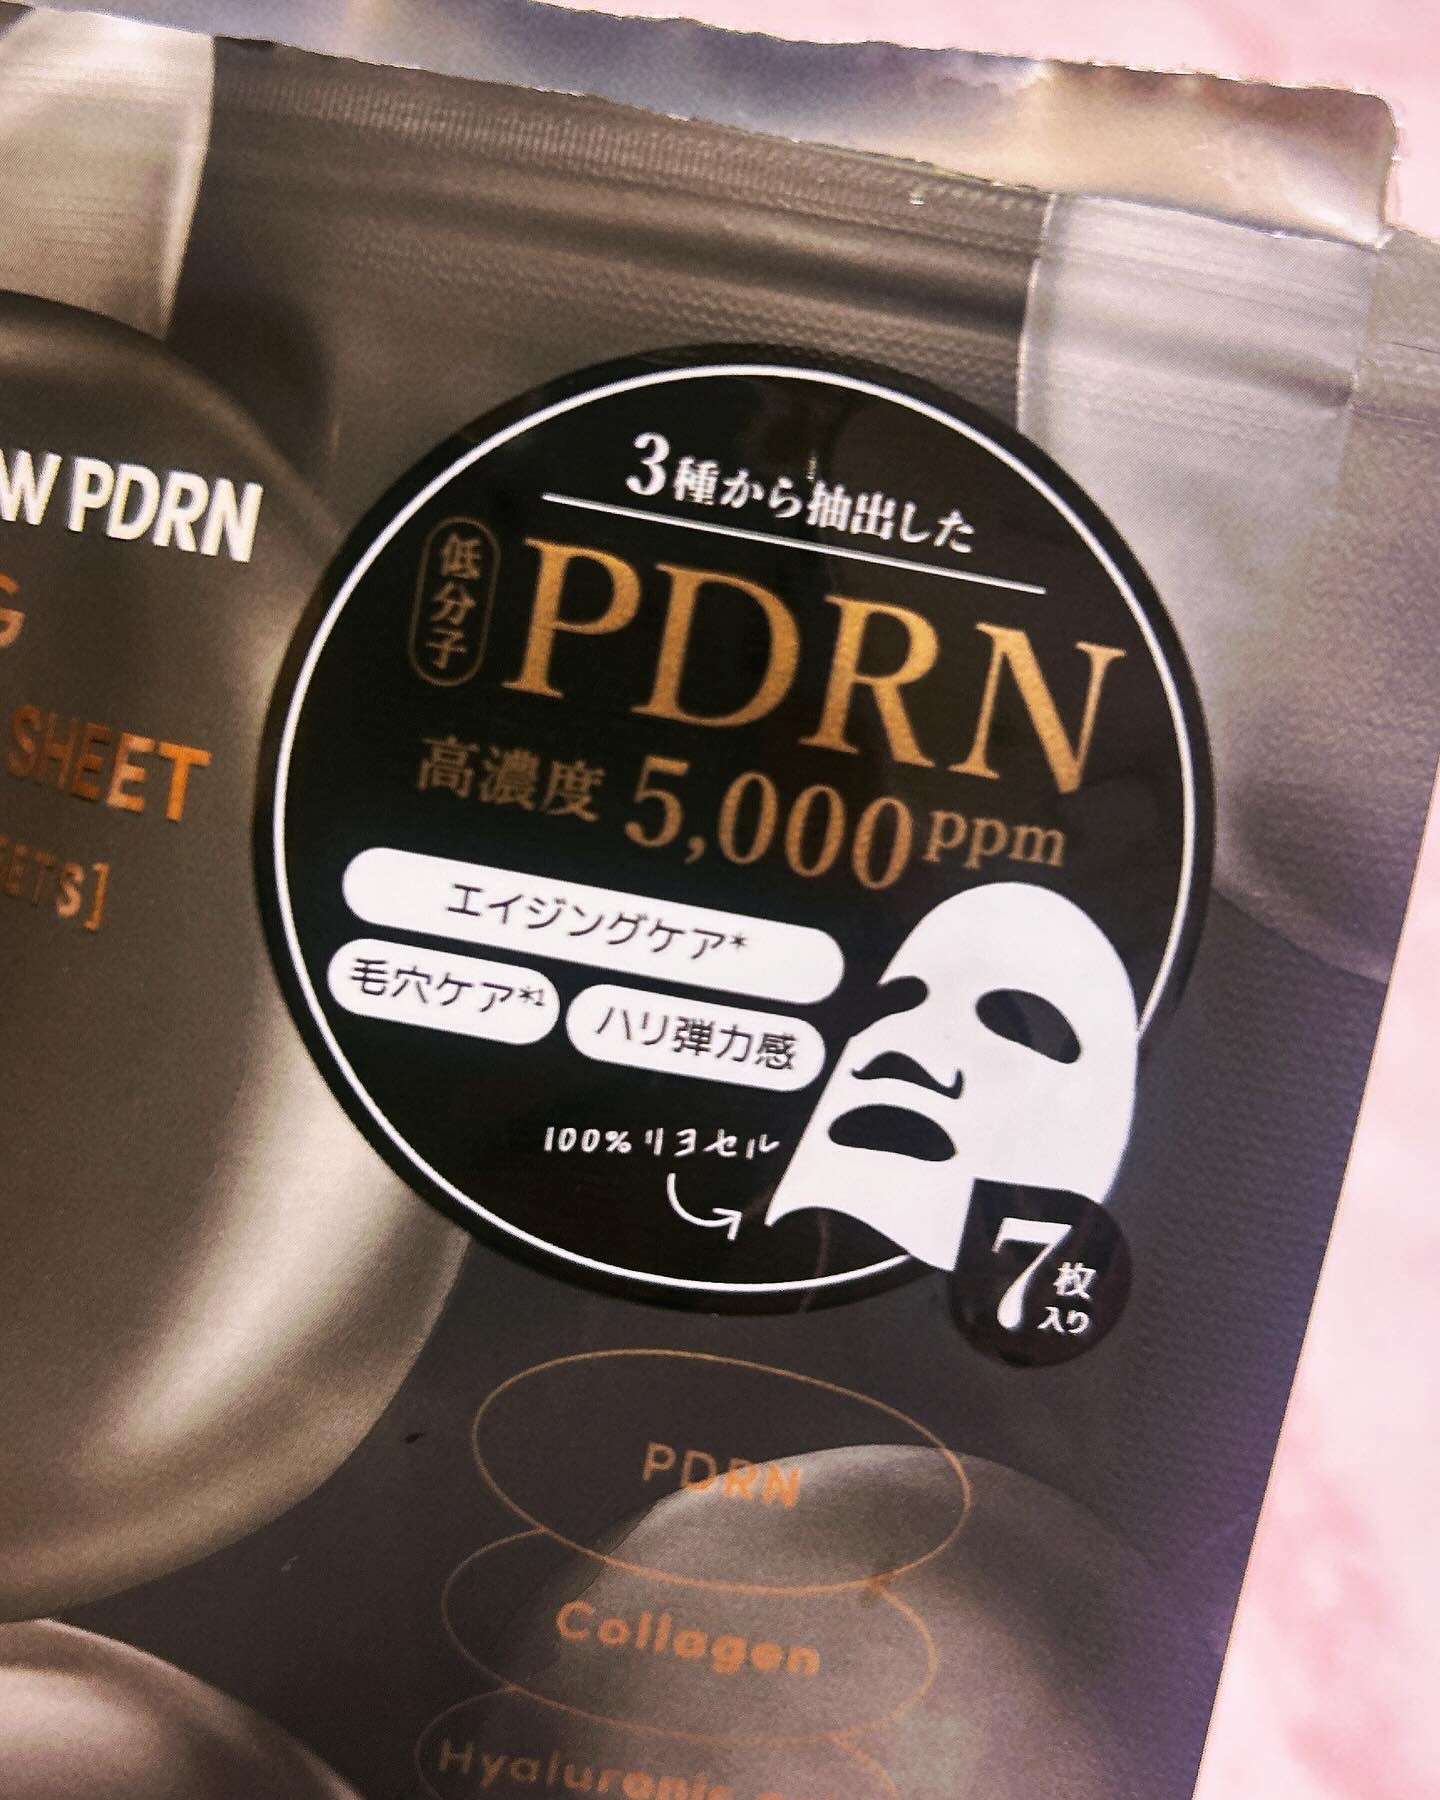 W PDRN
G
SHEET
3種から抽出した
低分子
PDRN
高濃度 5,000ppm
エイジングケア*
毛穴ケア*1
ハリ弾力感
100%リヨセル
7枚入り
PDRN
Collagen
Hyaluronic